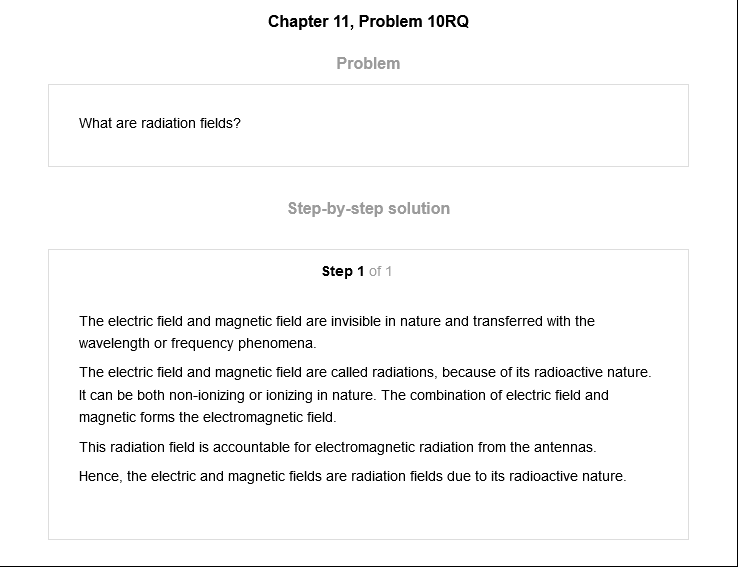 Chapter 11, Problem 10RQ
Problem
What are radiation fields?
Step-by-step solution
Step 1 of 1
The electric field and magnetic field are invisible in nature and transferred with the
wavelength or frequency phenomena.
The electric field and magnetic field are called radiations, because of its radioactive nature.
It can be both non-ionizing or ionizing in nature. The combination of electric field and
magnetic forms the electromagnetic field.
This radiation field is accountable for electromagnetic radiation from the antennas.
Hence, the electric and magnetic fields are radiation fields due to its radioactive nature.